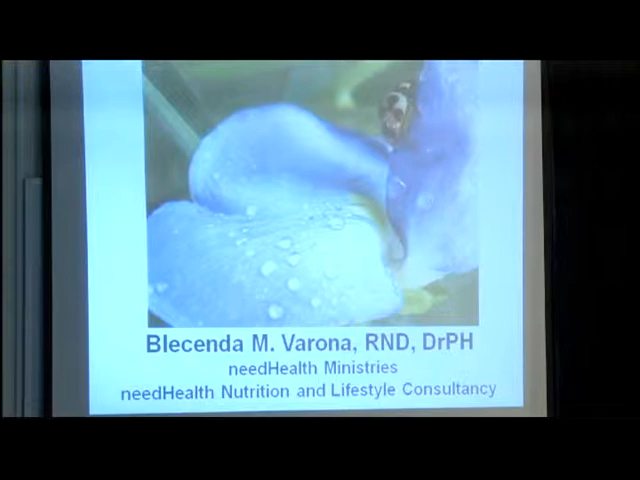 Blecenda M. Varona, RND, DrPH
needHealth Ministries
needHealth Nutrition and Lifestyle Consultancy